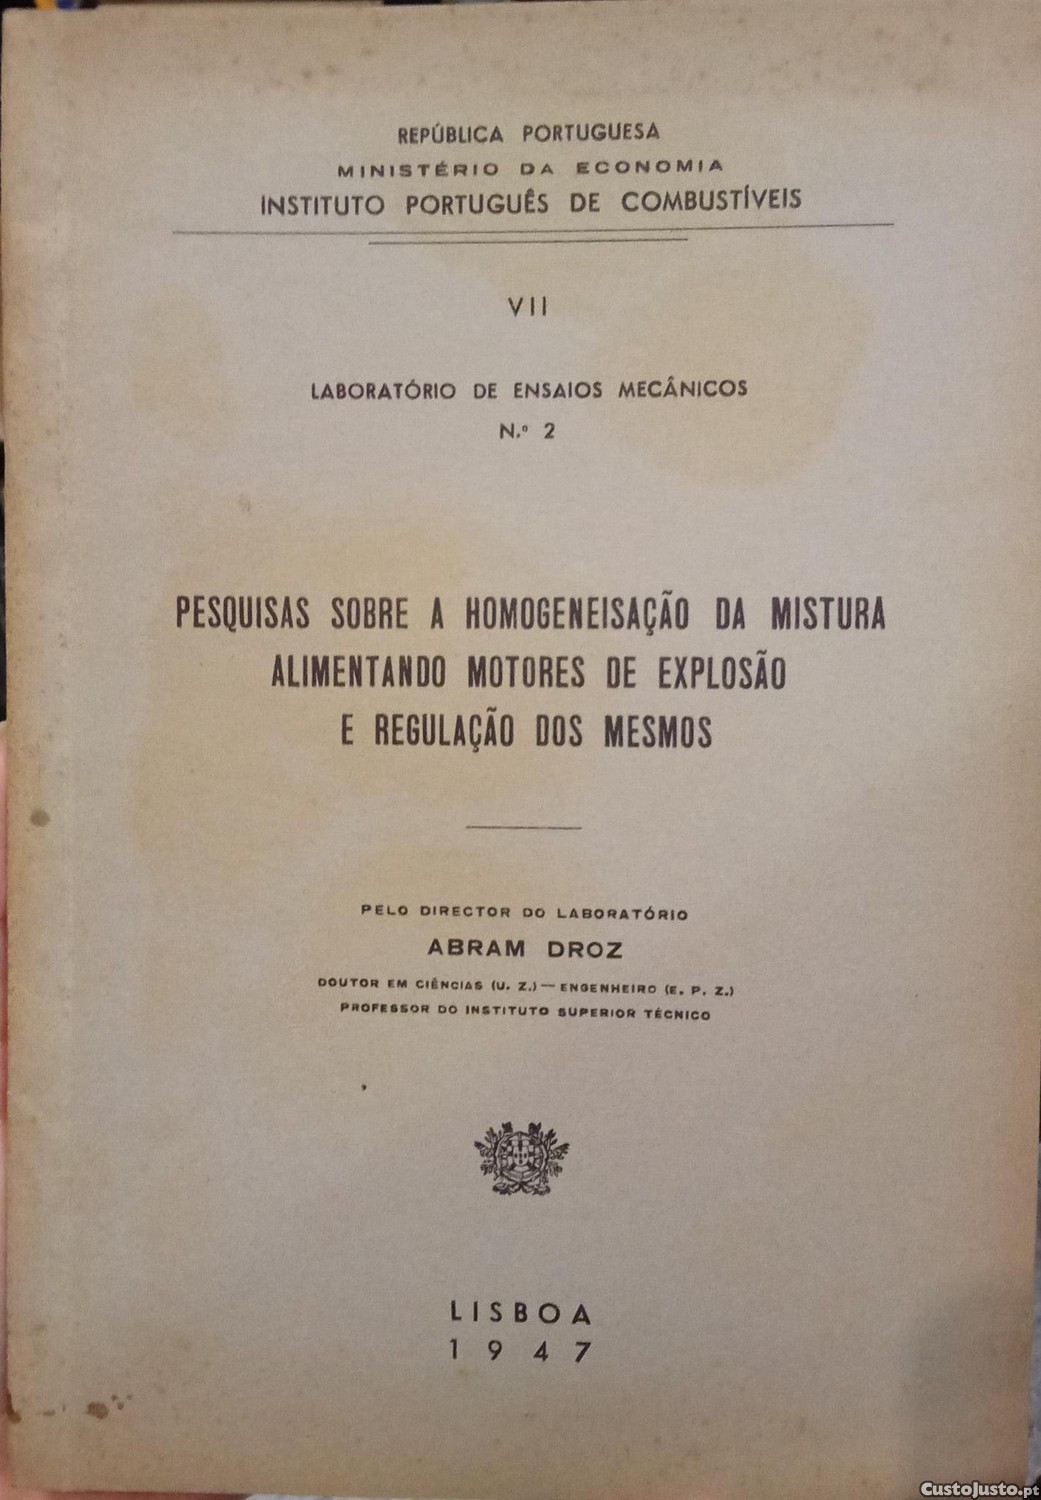 REPÚBLICA PORTUGUESA
MINISTÉRIO DA ECONOMIA
INSTITUTO PORTUGUÊS DE COMBUSTÍVEIS
VII
LABORATÓRIO DE ENSAIOS MECÂNICOS
N.º 2
PESQUISAS SOBRE A HOMOGENEISAÇÃO DA MISTURA
ALIMENTANDO MOTORES DE EXPLOSÃO
E REGULAÇÃO DOS MESMOS
PELO DIRECTOR DO LABORATÓRIO
ABRAM DROZ
DOUTOR EM CIÊNCIAS (U. Z.) — ENGENHEIRO (E. P. Z.)
PROFESSOR DO INSTITUTO SUPERIOR TÉCNICO
LISBOA
1947
CustoJusto.pt